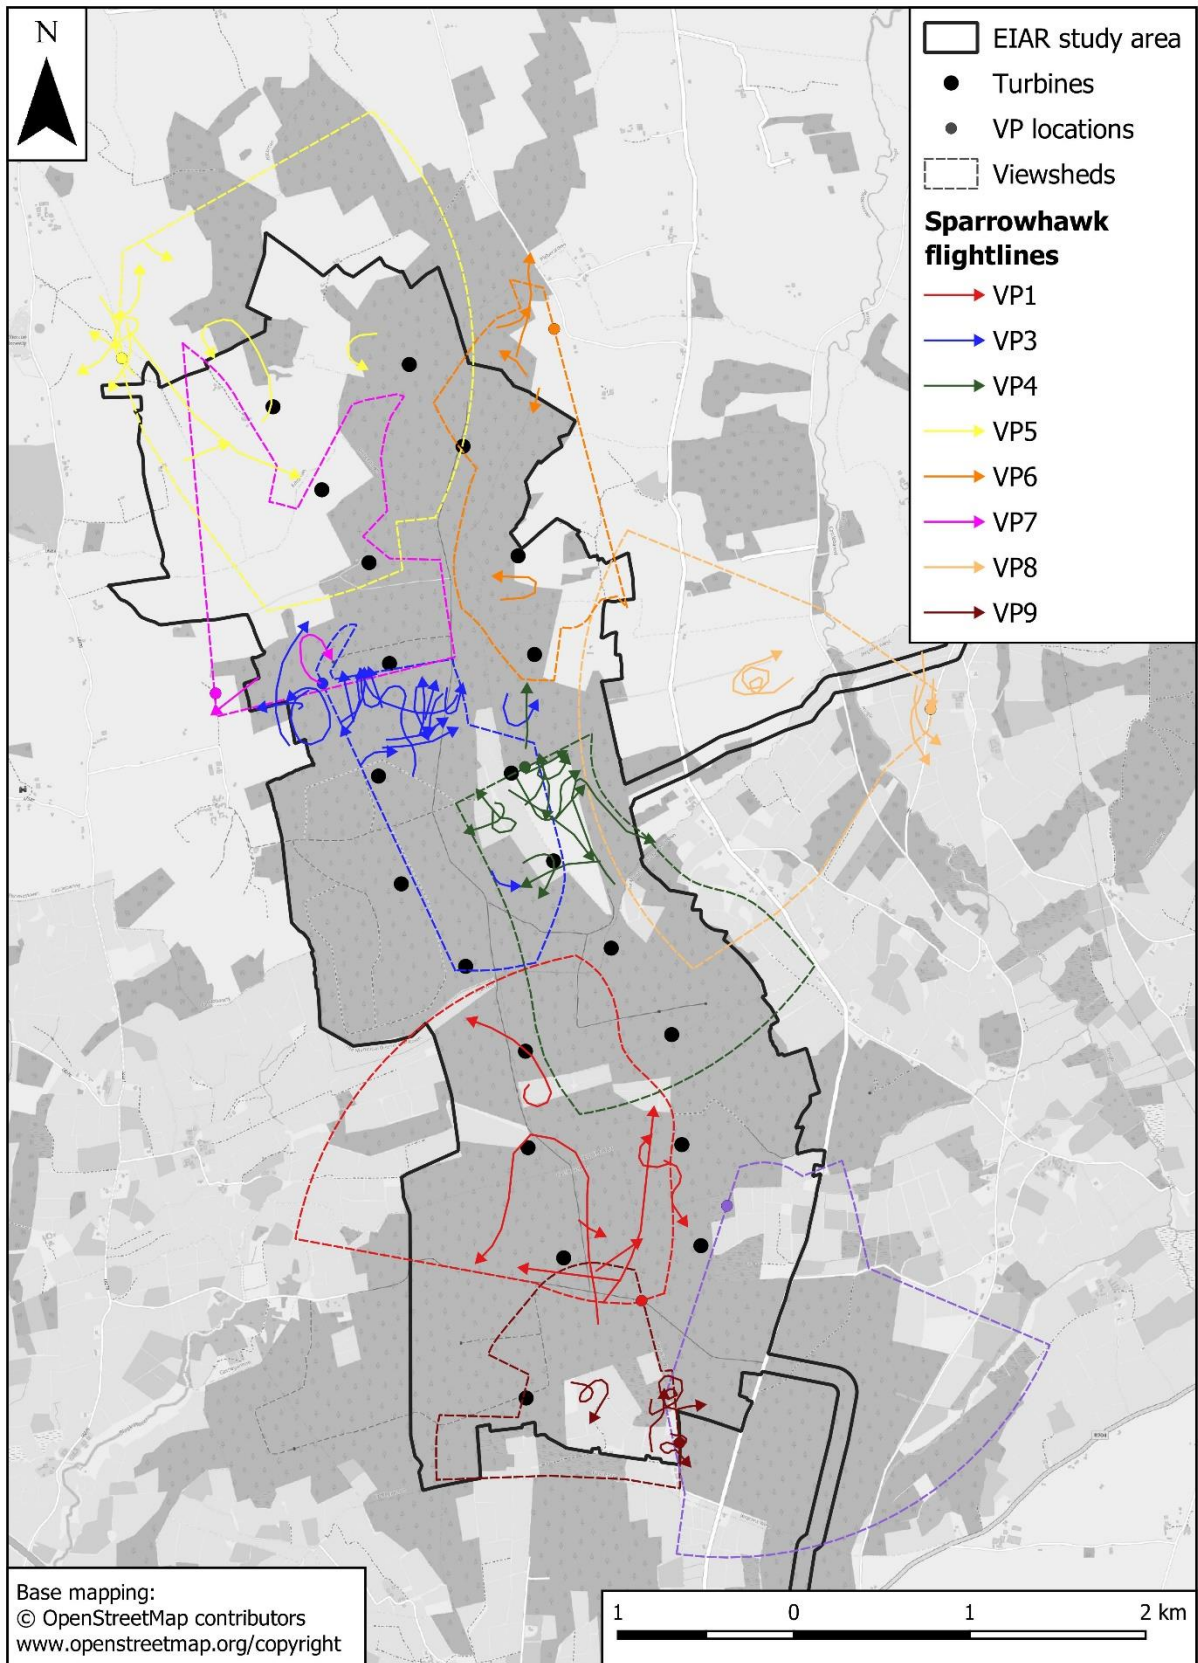 N
EIAR study area
Turbines
VP locations
Viewsheds
Sparrowhawk
flightlines
VP1
VP3
VP4
VP5
VP6
VP7
VP8
VP9
Base mapping:
© OpenStreetMap contributors
www.openstreetmap.org/copyright
1 0 1 2 km